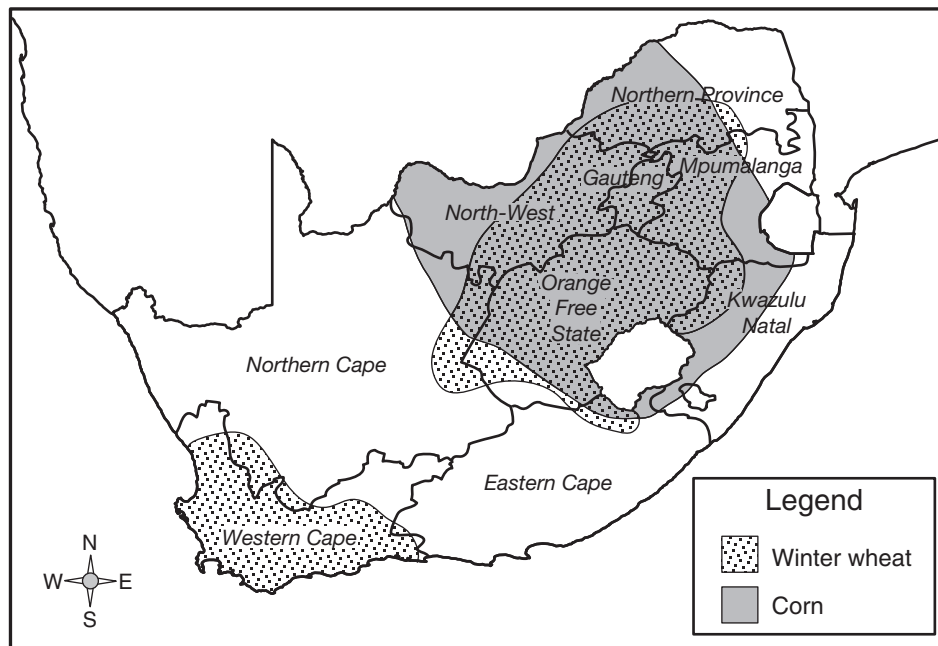 Northern Province
Mpumalanga
Gauteng
North-West
Orange
Free
State
Kwazulu
Natal
Northern Cape
Eastern Cape
Western Cape
Legend
Winter wheat
Corn
N
W E
S